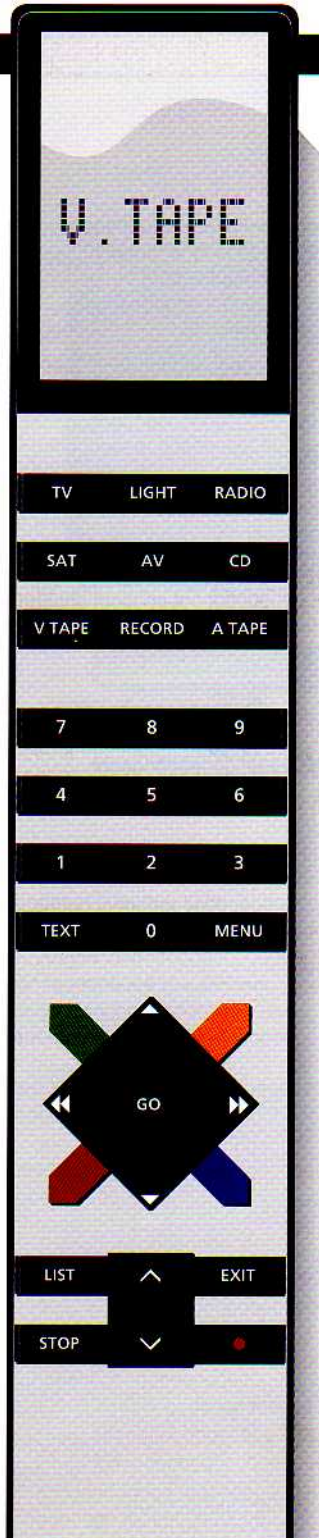 V.TAPE
TV LIGHT RADIO
SAT AV CD
V TAPE RECORD A TAPE
7 8 9
4 5 6
1 2 3
TEXT 0 MENU
GO
LIST EXIT
STOP